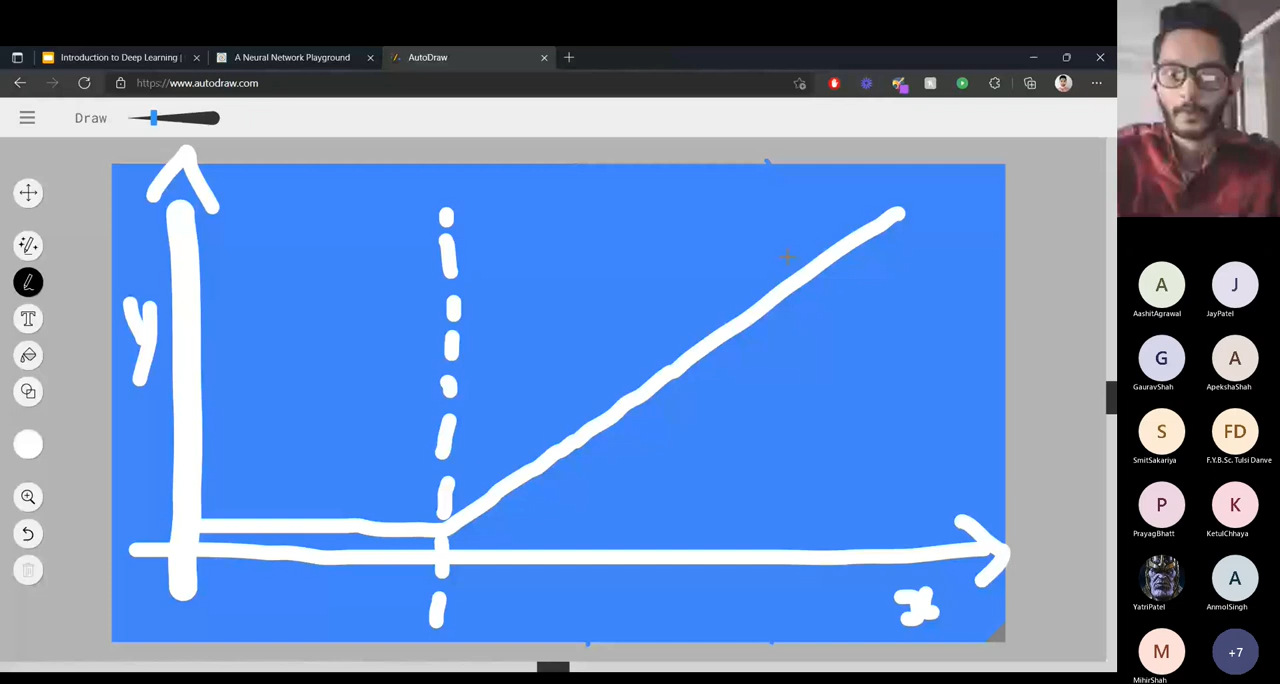 Introduction to Deep Learning |
A Neural Network Playground
AutoDraw
https://www.autodraw.com
Draw
y
x
A
J
AashitAgrawal
JayPatel
G
A
GauravShah
ApekshaShah
S
FD
SmitSakariya
F.Y.B.Sc. Tulsi Danve
P
K
PrayagBhatt
KetulChhaya
A
YatriPatel
AnmolSingh
M
+7
MihirShah